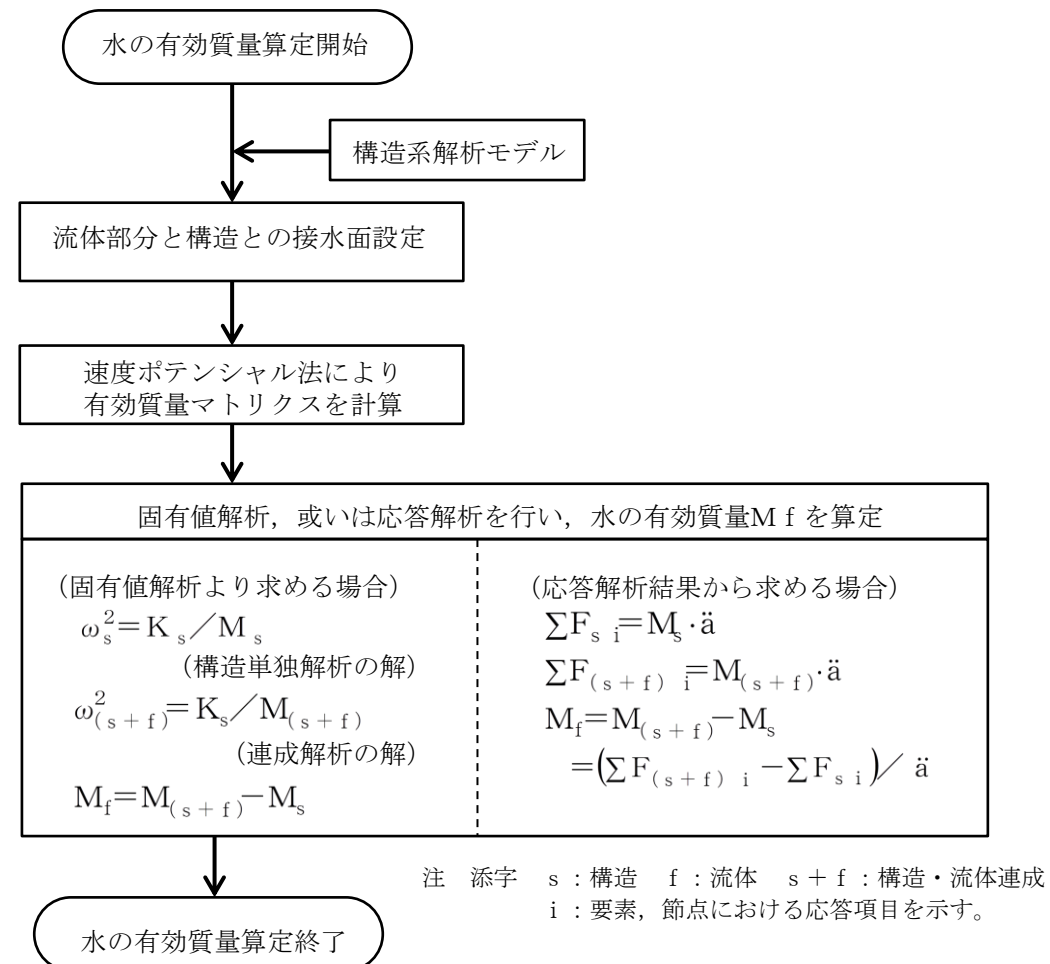 水の有効質量算定開始
構造系解析モデル
流体部分と構造との接水面設定
速度ポテンシャル法により
有効質量マトリクスを計算
固有値解析，或いは応答解析を行い，水の有効質量Ｍｆを算定
（固有値解析より求める場合）
ω_s^2＝K_s／M_s
（構造単独解析の解）
ω_(s+f)^2＝K_s／M_(s+f)
（連成解析の解）
M_f＝M_(s+f)－M_s
（応答解析結果から求める場合）
∑F_s i＝M_s・ä
∑F_(s+f) i＝M_(s+f)・ä
M_f＝M_(s+f)－M_s
＝(∑F_(s+f) i－∑F_s i)／ä
注　添字　ｓ：構造　ｆ：流体　ｓ＋ｆ：構造・流体連成
ｉ：要素，節点における応答項目を示す。
水の有効質量算定終了